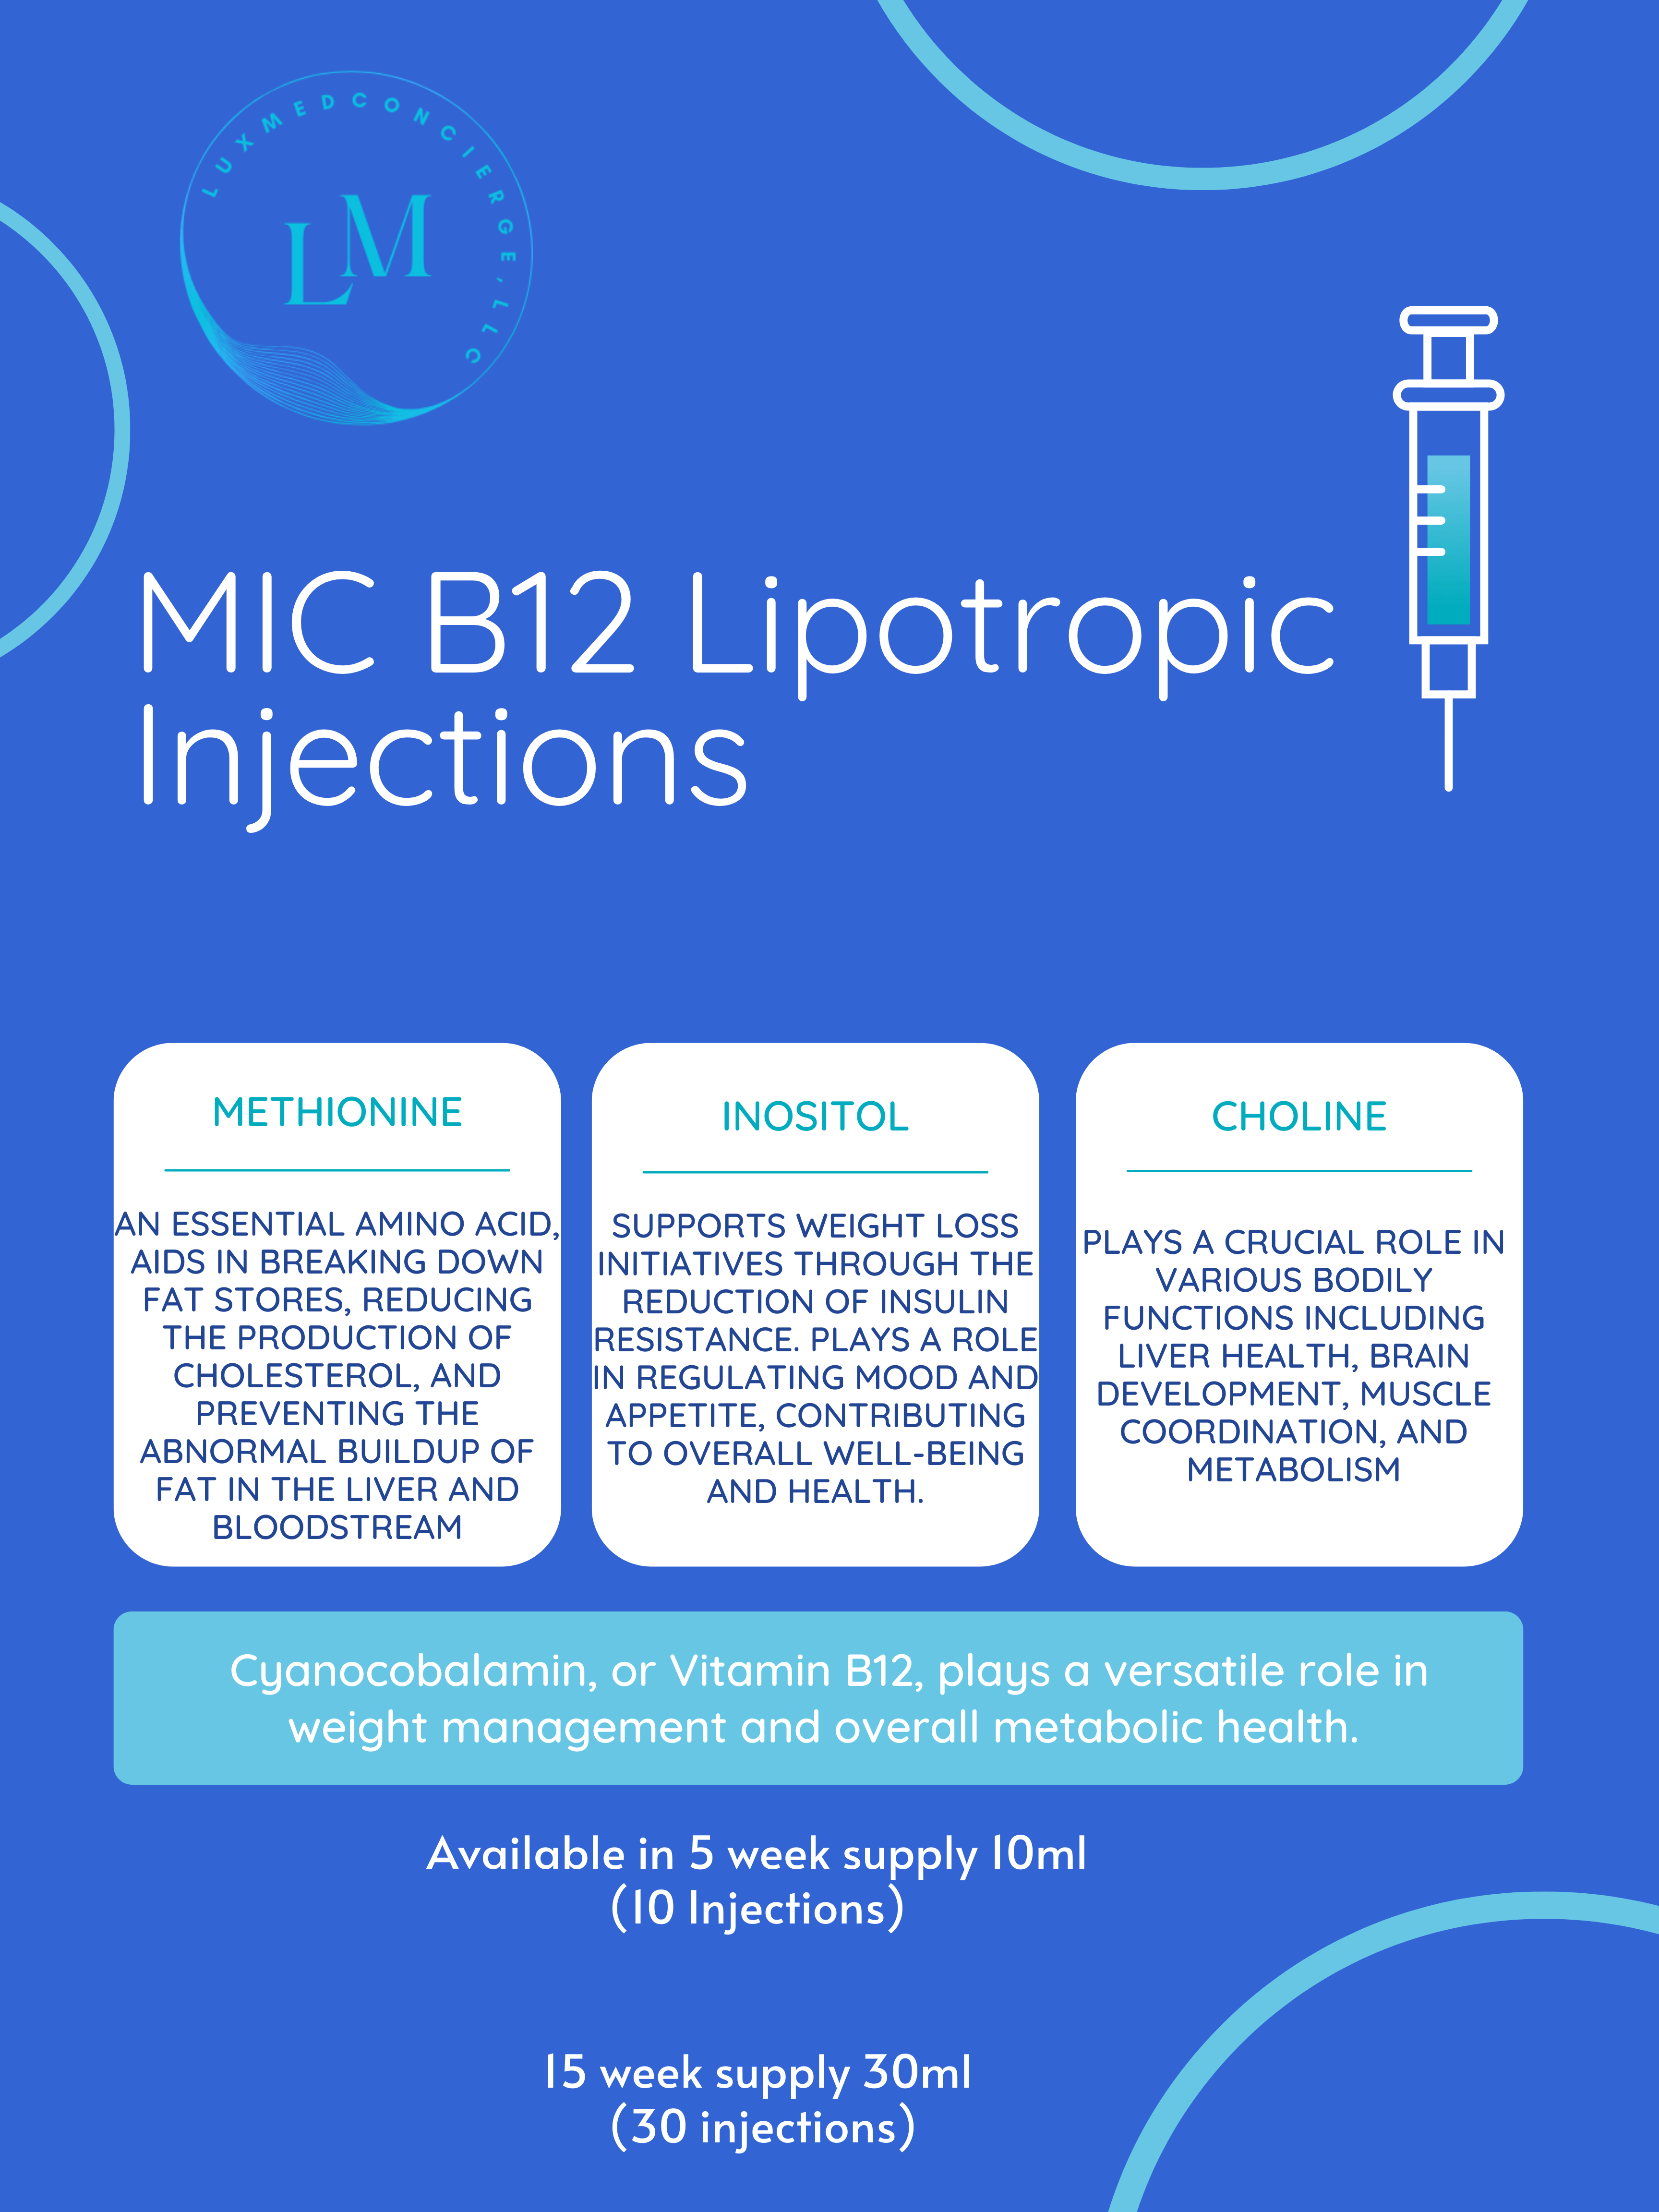 LUXMEDCONCIERGE, LLC
LM
MIC B12 Lipotropic
Injections
METHIONINE
AN ESSENTIAL AMINO ACID,
AIDS IN BREAKING DOWN
FAT STORES, REDUCING
THE PRODUCTION OF
CHOLESTEROL, AND
PREVENTING THE
ABNORMAL BUILDUP OF
FAT IN THE LIVER AND
BLOODSTREAM
INOSITOL
SUPPORTS WEIGHT LOSS
INITIATIVES THROUGH THE
REDUCTION OF INSULIN
RESISTANCE. PLAYS A ROLE
IN REGULATING MOOD AND
APPETITE, CONTRIBUTING
TO OVERALL WELL-BEING
AND HEALTH.
CHOLINE
PLAYS A CRUCIAL ROLE IN
VARIOUS BODILY
FUNCTIONS INCLUDING
LIVER HEALTH, BRAIN
DEVELOPMENT, MUSCLE
COORDINATION, AND
METABOLISM
Cyanocobalamin, or Vitamin B12, plays a versatile role in
weight management and overall metabolic health.
Available in 5 week supply 10ml
(10 Injections)
15 week supply 30ml
(30 injections)